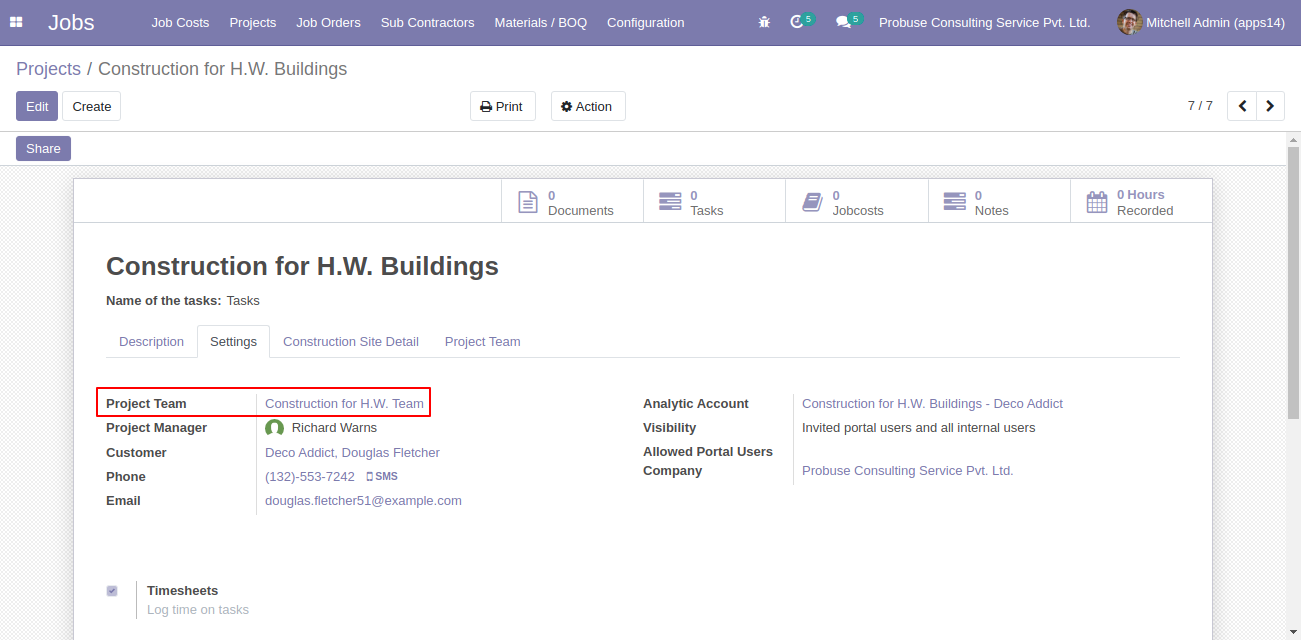 Jobs Job Costs Projects Job Orders Sub Contractors Materials / BOQ Configuration 5 5 Probuse Consulting Service Pvt. Ltd. Mitchell Admin (apps14)
Projects / Construction for H.W. Buildings
Edit Create Print Action 7 / 7
Share
0 Documents
0 Tasks
0 Jobcosts
0 Notes
0 Hours Recorded
Construction for H.W. Buildings
Name of the tasks: Tasks
Description Settings Construction Site Detail Project Team
Project Team Construction for H.W. Team
Project Manager Richard Warns
Customer Deco Addict, Douglas Fletcher
Phone (132)-553-7242 SMS
Email douglas.fletcher51@example.com
Analytic Account Construction for H.W. Buildings - Deco Addict
Visibility Invited portal users and all internal users
Allowed Portal Users
Company Probuse Consulting Service Pvt. Ltd.
Timesheets
Log time on tasks